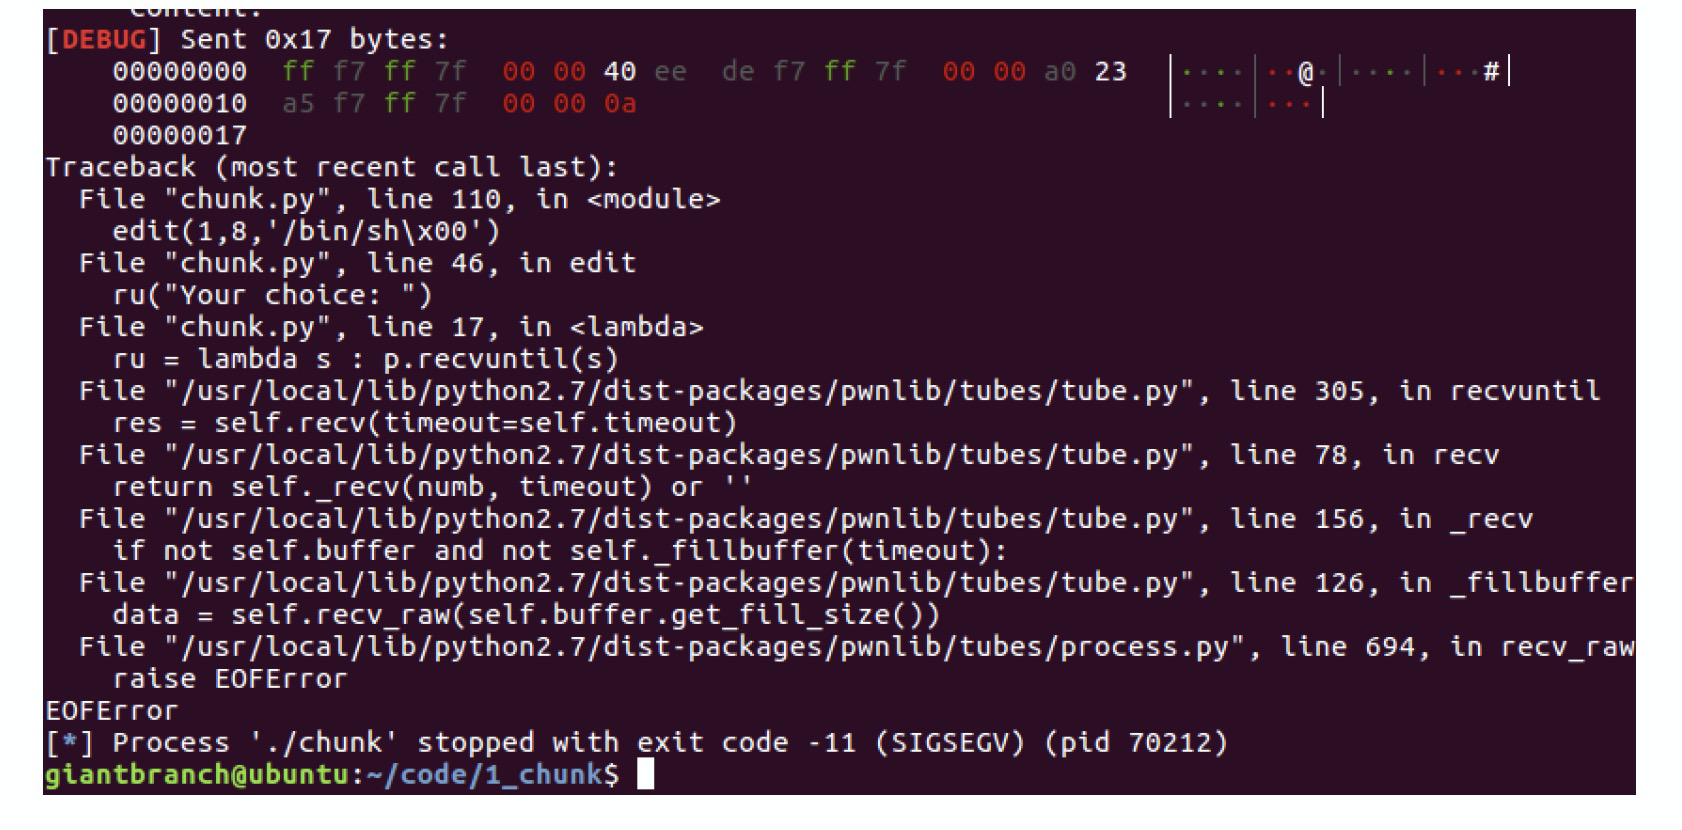 content:
[DEBUG] Sent 0x17 bytes:
    00000000  ff f7 ff 7f  00 00 40 ee  de f7 ff 7f  00 00 a0 23  │····│··@·│····│···#│
    00000010  a5 f7 ff 7f  00 00 0a                              │····│···│
    00000017
Traceback (most recent call last):
  File "chunk.py", line 110, in <module>
    edit(1,8,'/bin/sh\x00')
  File "chunk.py", line 46, in edit
    ru("Your choice: ")
  File "chunk.py", line 17, in <lambda>
    ru = lambda s : p.recvuntil(s)
  File "/usr/local/lib/python2.7/dist-packages/pwnlib/tubes/tube.py", line 305, in recvuntil
    res = self.recv(timeout=self.timeout)
  File "/usr/local/lib/python2.7/dist-packages/pwnlib/tubes/tube.py", line 78, in recv
    return self._recv(numb, timeout) or ''
  File "/usr/local/lib/python2.7/dist-packages/pwnlib/tubes/tube.py", line 156, in _recv
    if not self.buffer and not self._fillbuffer(timeout):
  File "/usr/local/lib/python2.7/dist-packages/pwnlib/tubes/tube.py", line 126, in _fillbuffer
    data = self.recv_raw(self.buffer.get_fill_size())
  File "/usr/local/lib/python2.7/dist-packages/pwnlib/tubes/process.py", line 694, in recv_raw
    raise EOFError
EOFError
[*] Process './chunk' stopped with exit code -11 (SIGSEGV) (pid 70212)
giantbranch@ubuntu:~/code/1_chunk$